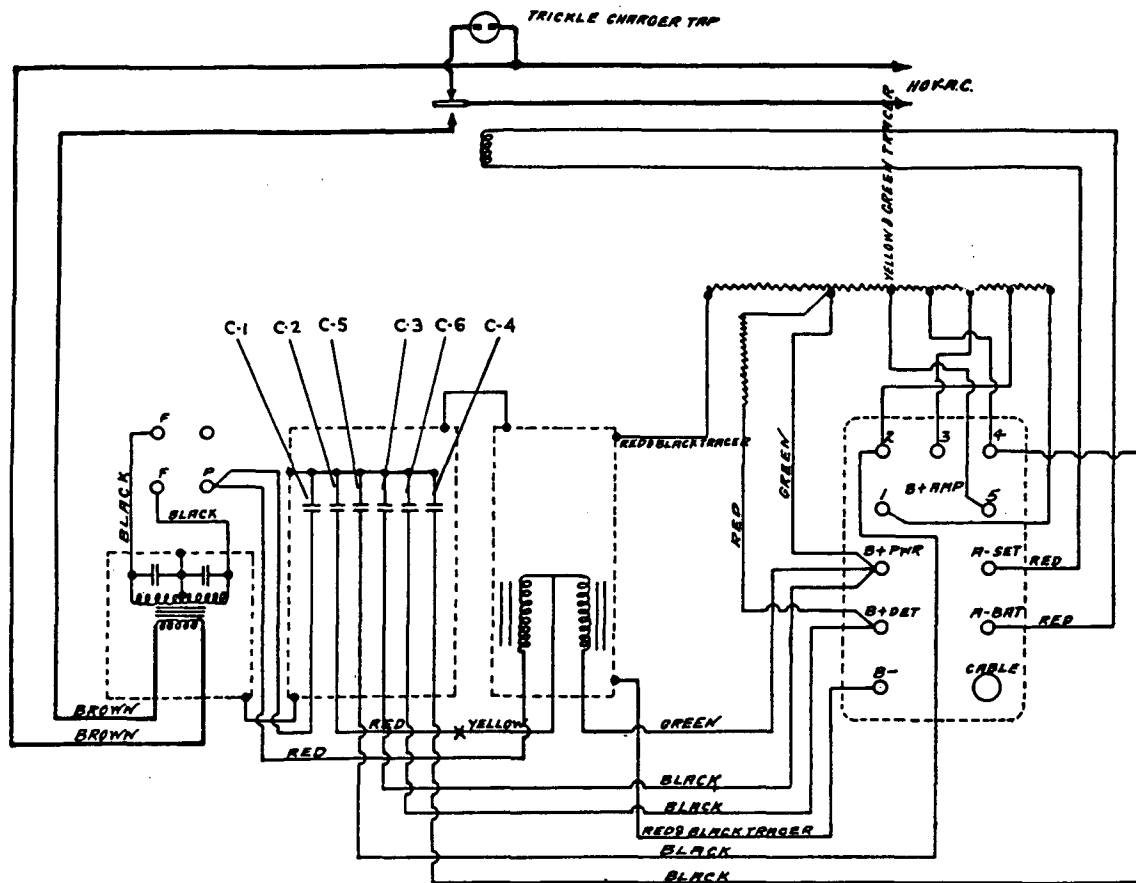 TRICKLE CHARGER TAP
110V-A.C.
YELLOW & GREEN TRACER
C-1
C-2
C-5
C-3
C-6
C-4
F
F
P
BLACK
BLACK
RED & BLACK TRACER
GREEN
RED
2
3
4
B+AMP
1
5
B+PWR
A-SET
RED
B+DET
A-BAT
RED
B-
CABLE
BROWN
BROWN
RED
YELLOW
GREEN
RED
BLACK
BLACK
RED & BLACK TRACER
BLACK
BLACK